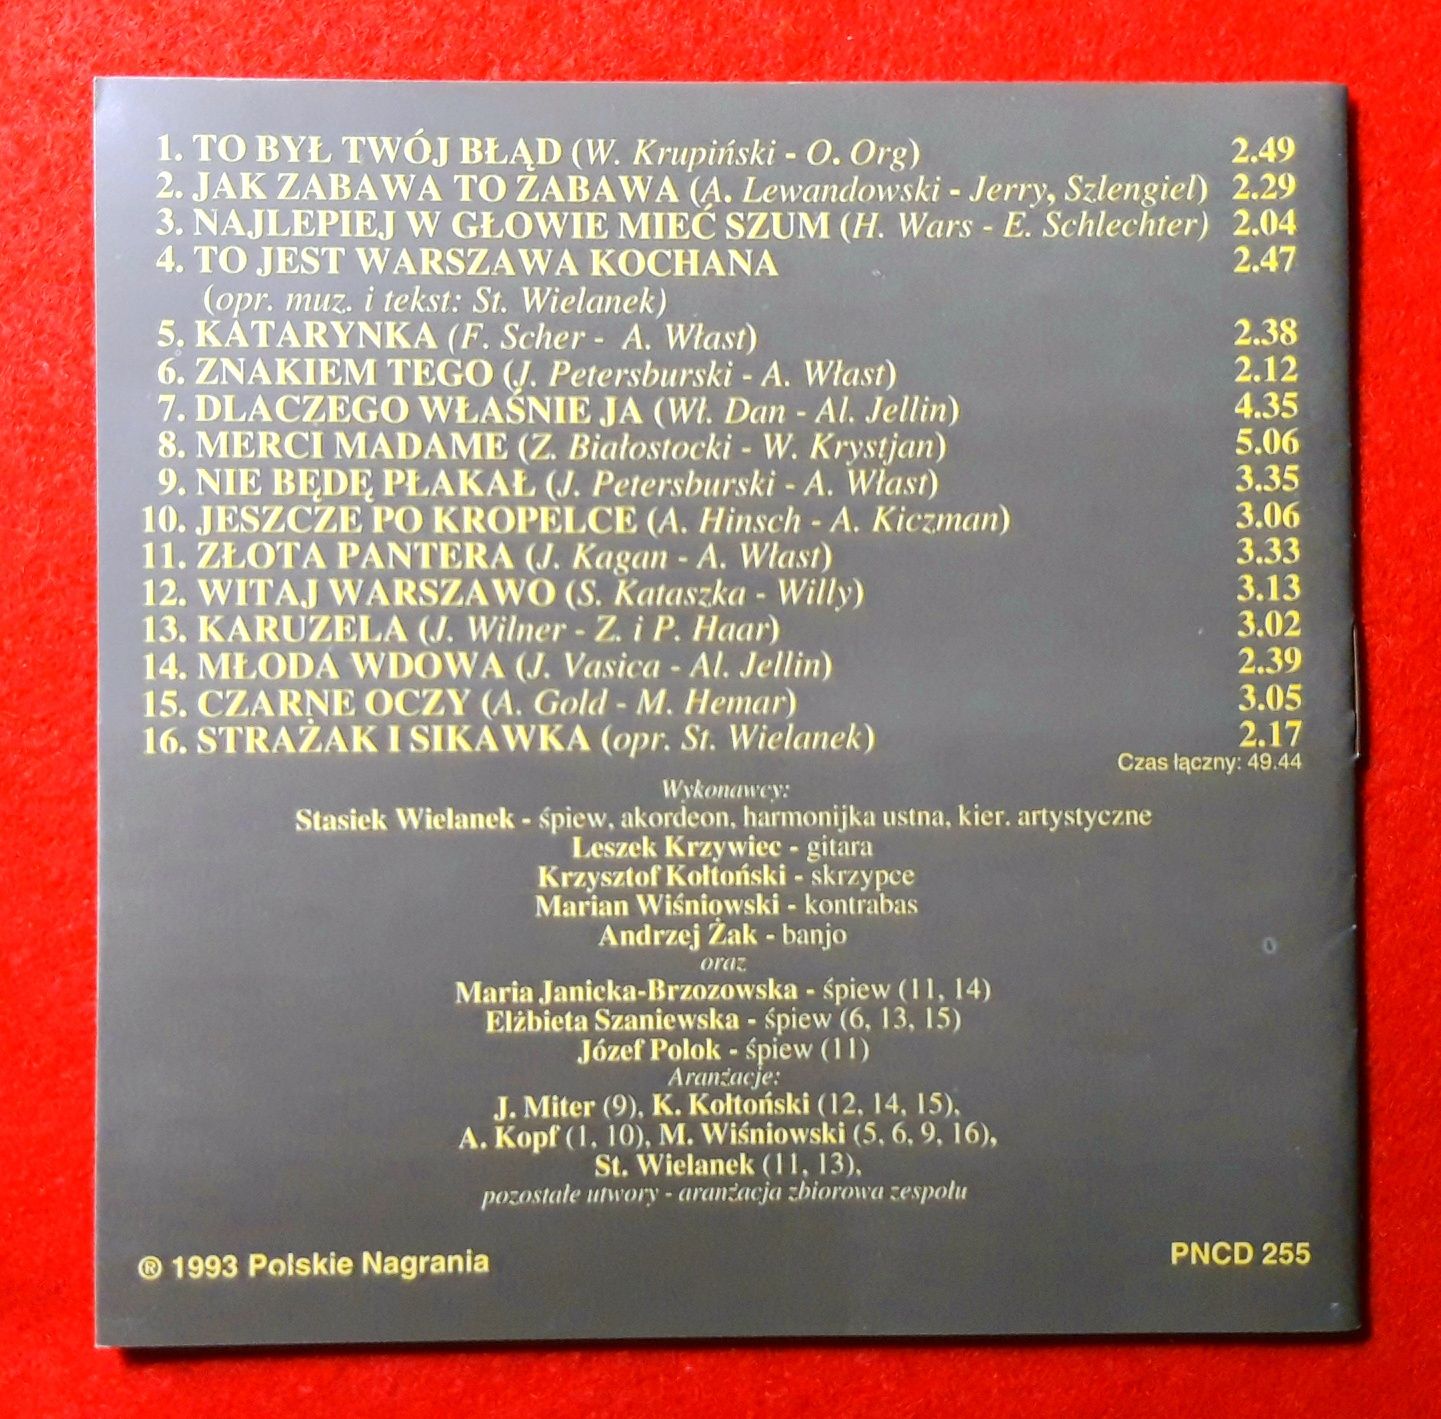 1. TO BYŁ TWÓJ BŁĄD (W. Krupiński - O. Org) 2.49
2. JAK ZABAWA TO ZABAWA (A. Lewandowski - Jerry, Szlengiel) 2.29
3. NAJLEPIEJ W GŁOWIE MIEĆ SZUM (H. Wars - E. Schlechter) 2.04
4. TO JEST WARSZAWA KOCHANA 2.47
(opr. muz. i tekst: St. Wielanek)
5. KATARYNKA (F. Scher - A. Włast) 2.38
6. ZNAKIEM TEGO (J. Petersburski - A. Włast) 2.12
7. DLACZEGO WŁAŚNIE JA (Wł. Dan - Al. Jellin) 4.35
8. MERCI MADAME (Z. Białostocki - W. Krystjan) 5.06
9. NIE BĘDĘ PŁAKAŁ (J. Petersburski - A. Włast) 3.35
10. JESZCZE PO KROPELCE (A. Hinsch - A. Kiczman) 3.06
11. ZŁOTA PANTERA (J. Kagan - A. Włast) 3.33
12. WITAJ WARSZAWO (S. Kataszka - Willy) 3.13
13. KARUZELA (J. Wilner - Z. i P. Haar) 3.02
14. MŁODA WDOWA (J. Vasica - Al. Jellin) 2.39
15. CZARNE OCZY (A. Gold - M. Hemar) 3.05
16. STRAŻAK I SIKAWKA (opr. St. Wielanek) 2.17
Czas łączny: 49.44
Wykonawcy:
Stasiek Wielanek - śpiew, akordeon, harmonijka ustna, kier. artystyczne
Leszek Krzywiec - gitara
Krzysztof Kołtoński - skrzypce
Marian Wiśniowski - kontrabas
Andrzej Żak - banjo
oraz
Maria Janicka-Brzozowska - śpiew (11, 14)
Elżbieta Szaniewska - śpiew (6, 13, 15)
Józef Polok - śpiew (11)
Aranżacje:
J. Miter (9), K. Kołtoński (12, 14, 15),
A. Kopf (1, 10), M. Wiśniowski (5, 6, 9, 16),
St. Wielanek (11, 13),
pozostałe utwory - aranżacja zbiorowa zespołu
® 1993 Polskie Nagrania PNCD 255